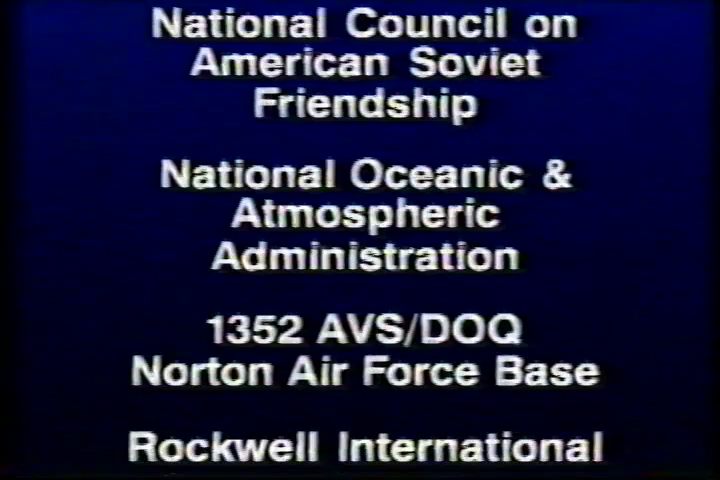 National Council on
American Soviet
Friendship
National Oceanic &
Atmospheric
Administration
1352 AVS/DOQ
Norton Air Force Base
Rockwell International